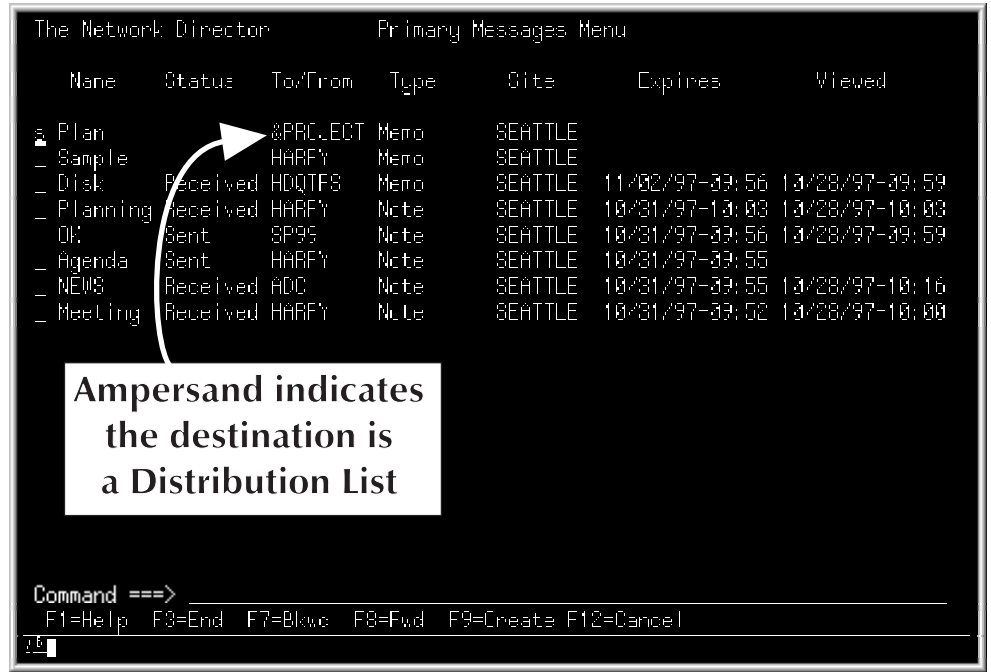 The Network Director Primary Messages Menu
Name Status To/From Type Site Expires Viewed
s Plan &PROJECT Memo SEATTLE
_ Sample HARRY Memo SEATTLE
_ Disk Received HDQTRS Memo SEATTLE 11/02/97-09:56 10/28/97-09:59
_ Planning Received HARRY Note SEATTLE 10/31/97-10:03 10/28/97-10:03
OK Sent Note SEATTLE 10/31/97-09:56 10/28/97-09:59
_ Agenda Sent HARRY Note SEATTLE 10/31/97-09:55
_ NEWS Received ADC Note SEATTLE 10/31/97-09:55 10/28/97-10:16
_ Meeting Received HARRY Note SEATTLE 10/31/97-09:52 10/28/97-10:00
Ampersand indicates
the destination is
a Distribution List
Command ===>
F1=Help F3=End F7=Bkwd F8=Fwd F9=Create F12=Cancel